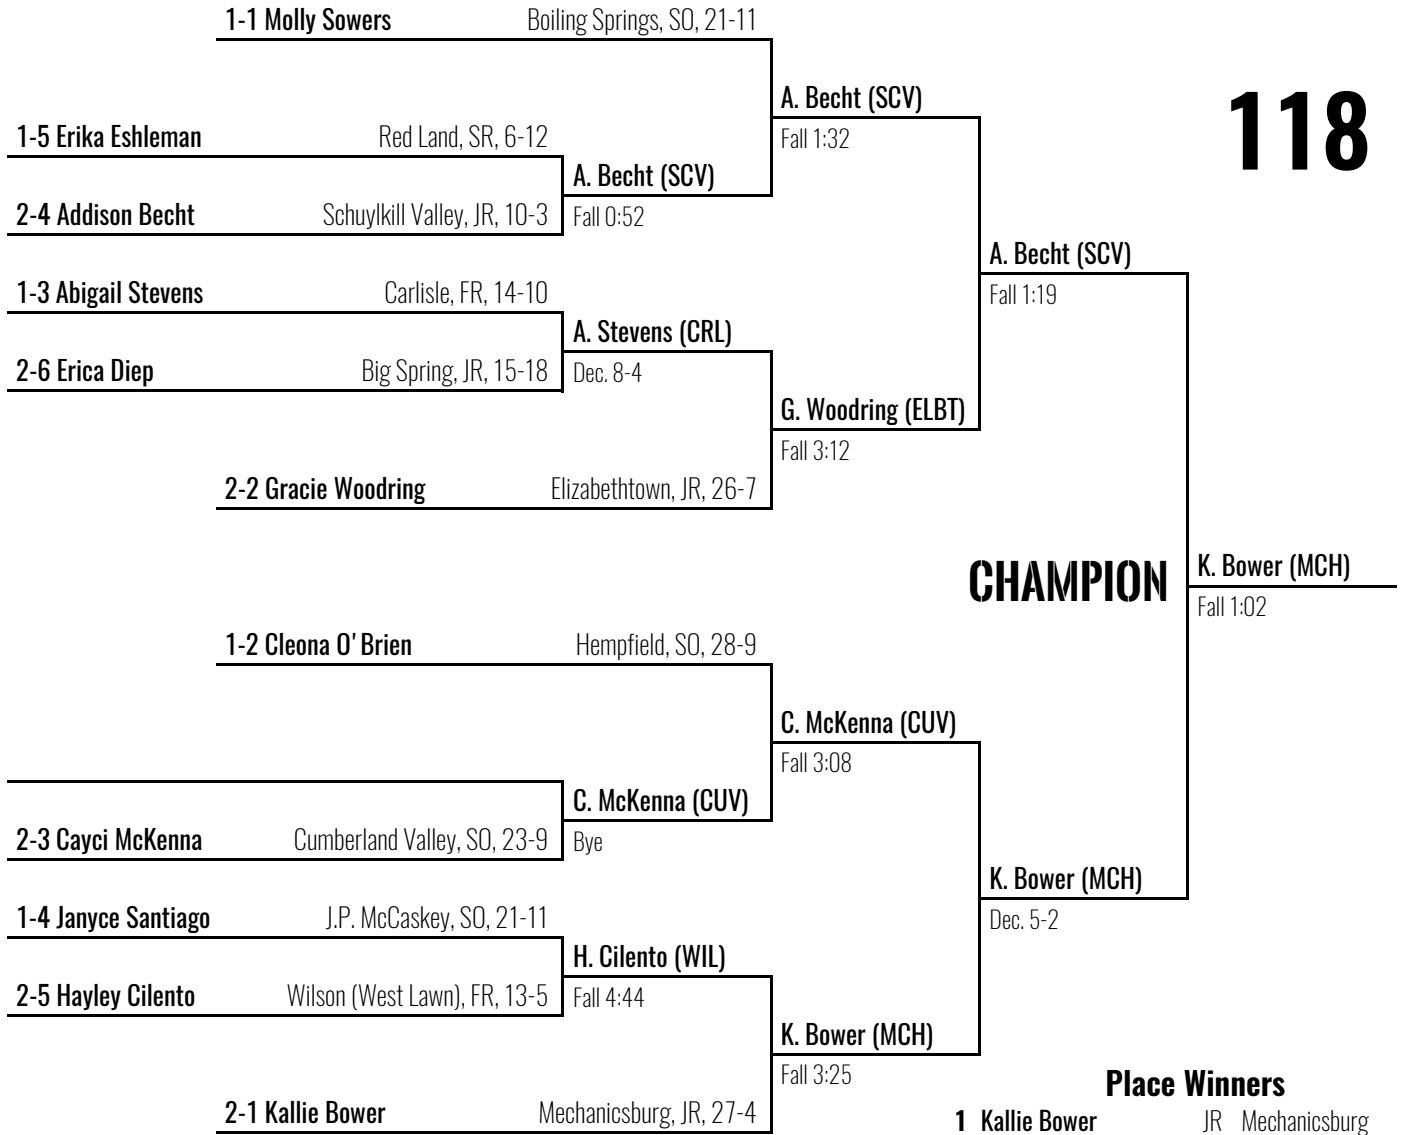 1-1 Molly Sowers Boiling Springs, SO, 21-11
A. Becht (SCV)
118
1-5 Erika Eshleman Red Land, SR, 6-12
Fall 1:32
A. Becht (SCV)
2-4 Addison Becht Schuylkill Valley, JR, 10-3
Fall 0:52
A. Becht (SCV)
1-3 Abigail Stevens Carlisle, FR, 14-10
Fall 1:19
A. Stevens (CRL)
2-6 Erica Diep Big Spring, JR, 15-18
Dec. 8-4
G. Woodring (ELBT)
Fall 3:12
2-2 Gracie Woodring Elizabethtown, JR, 26-7
CHAMPION
K. Bower (MCH)
Fall 1:02
1-2 Cleona O'Brien Hempfield, SO, 28-9
C. McKenna (CUV)
Fall 3:08
C. McKenna (CUV)
2-3 Cayci McKenna Cumberland Valley, SO, 23-9
Bye
K. Bower (MCH)
1-4 Janyce Santiago J.P. McCaskey, SO, 21-11
Dec. 5-2
H. Cilento (WIL)
2-5 Hayley Cilento Wilson (West Lawn), FR, 13-5
Fall 4:44
K. Bower (MCH)
Fall 3:25
Place Winners
2-1 Kallie Bower Mechanicsburg, JR, 27-4
1 Kallie Bower JR Mechanicsburg